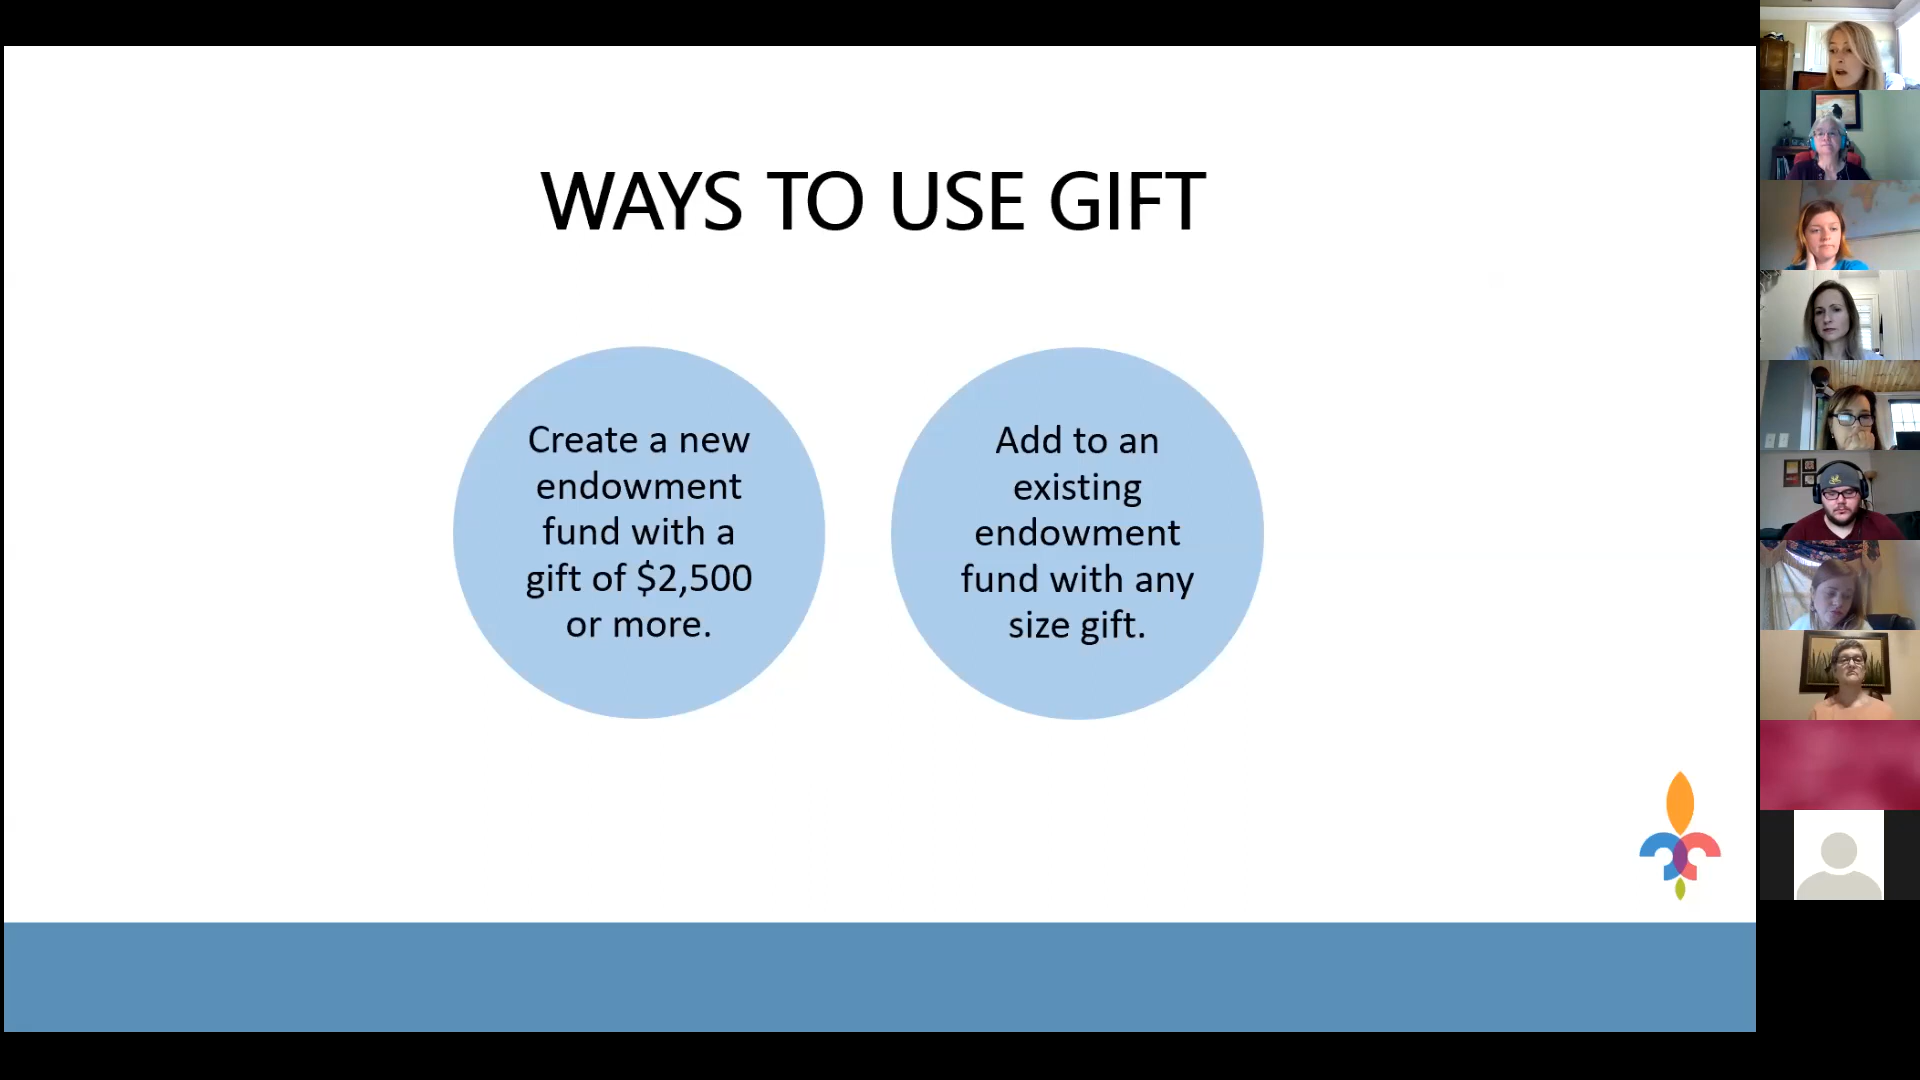 WAYS TO USE GIFT
Create a new
endowment
fund with a
gift of $2,500
or more.
Add to an
existing
endowment
fund with any
size gift.